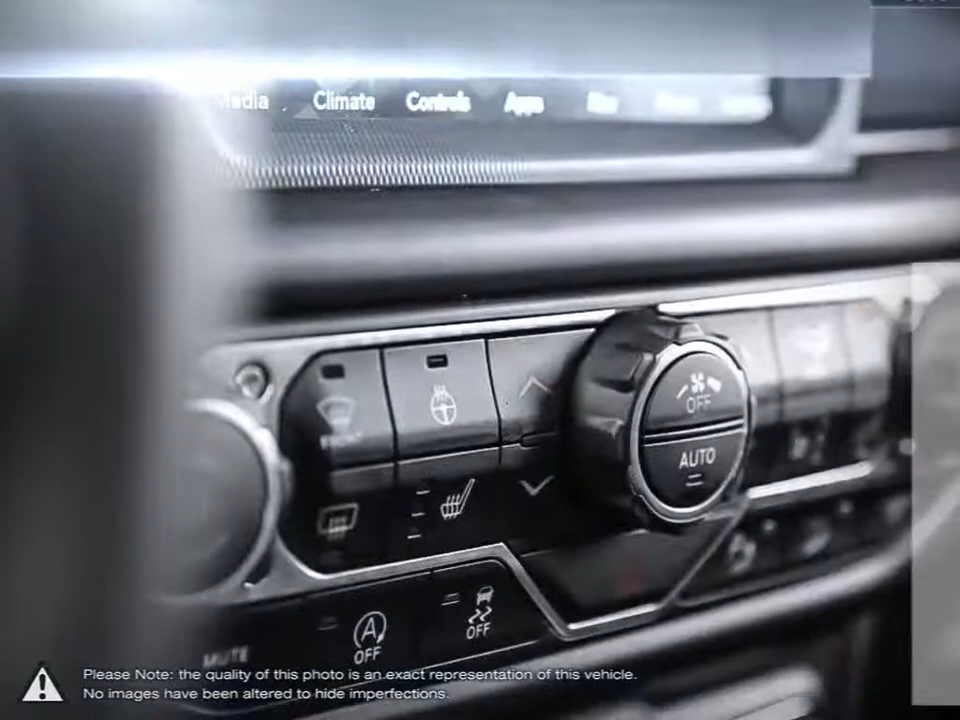 Media
Climate
Controls
Apps
FRONT
OFF
AUTO
OFF
OFF
MUTE
Please Note: the quality of this photo is an exact representation of this vehicle.
No images have been altered to hide imperfections.